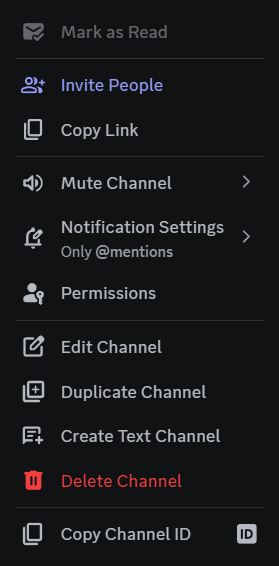 Mark as Read
Invite People
Copy Link
Mute Channel
Notification Settings
Only @mentions
Permissions
Edit Channel
Duplicate Channel
Create Text Channel
Delete Channel
Copy Channel ID ID